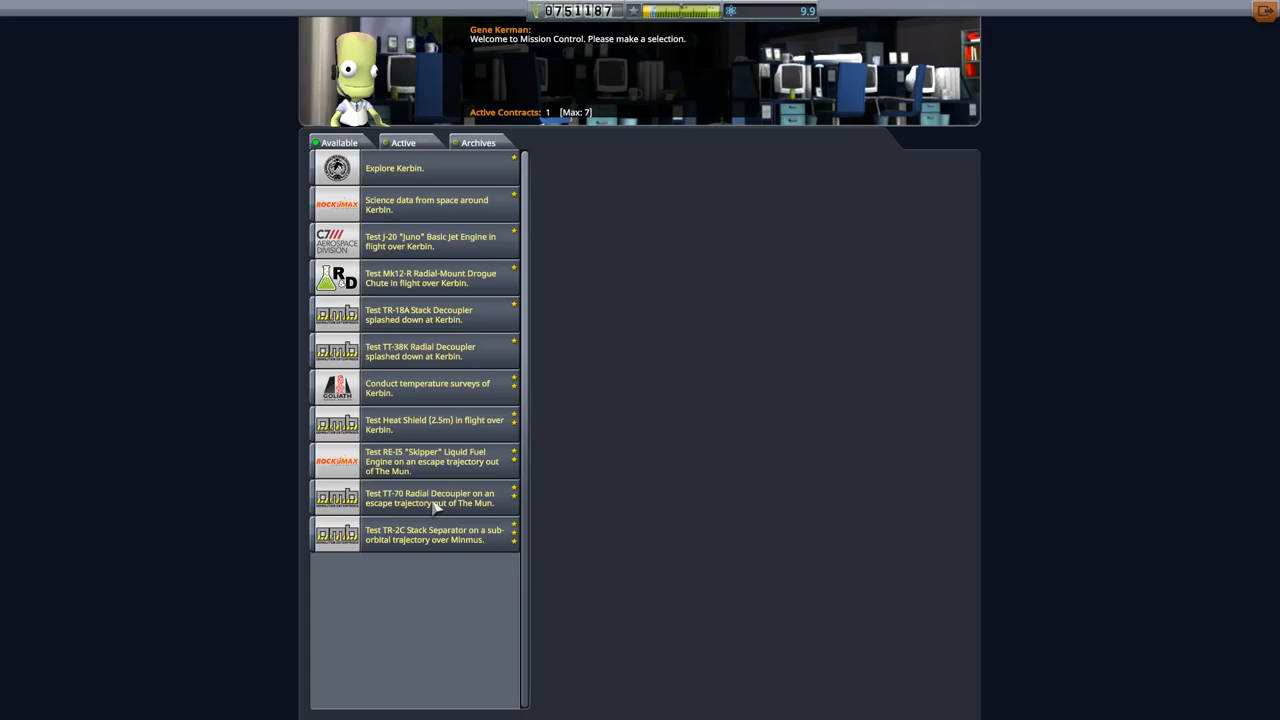 0751187
9.9
Gene Kerman:
Welcome to Mission Control. Please make a selection.
Active Contracts: 1 [Max: 7]
Available
Active
Archives
Explore Kerbin.
ROCKOMAX
Science data from space around
Kerbin.
C7///
AEROSPACE
DIVISION
Test J-20 "Juno" Basic Jet Engine in
flight over Kerbin.
R&D
Test Mk12-R Radial-Mount Drogue
Chute in flight over Kerbin.
Test TR-18A Stack Decoupler
splashed down at Kerbin.
Test TT-38K Radial Decoupler
splashed down at Kerbin.
GOLIATH
Conduct temperature surveys of
Kerbin.
Test Heat Shield (2.5m) in flight over
Kerbin.
ROCKOMAX
Test RE-I5 "Skipper" Liquid Fuel
Engine on an escape trajectory out
of The Mun.
Test TT-70 Radial Decoupler on an
escape trajectory out of The Mun.
Test TR-2C Stack Separator on a sub-
orbital trajectory over Minmus.